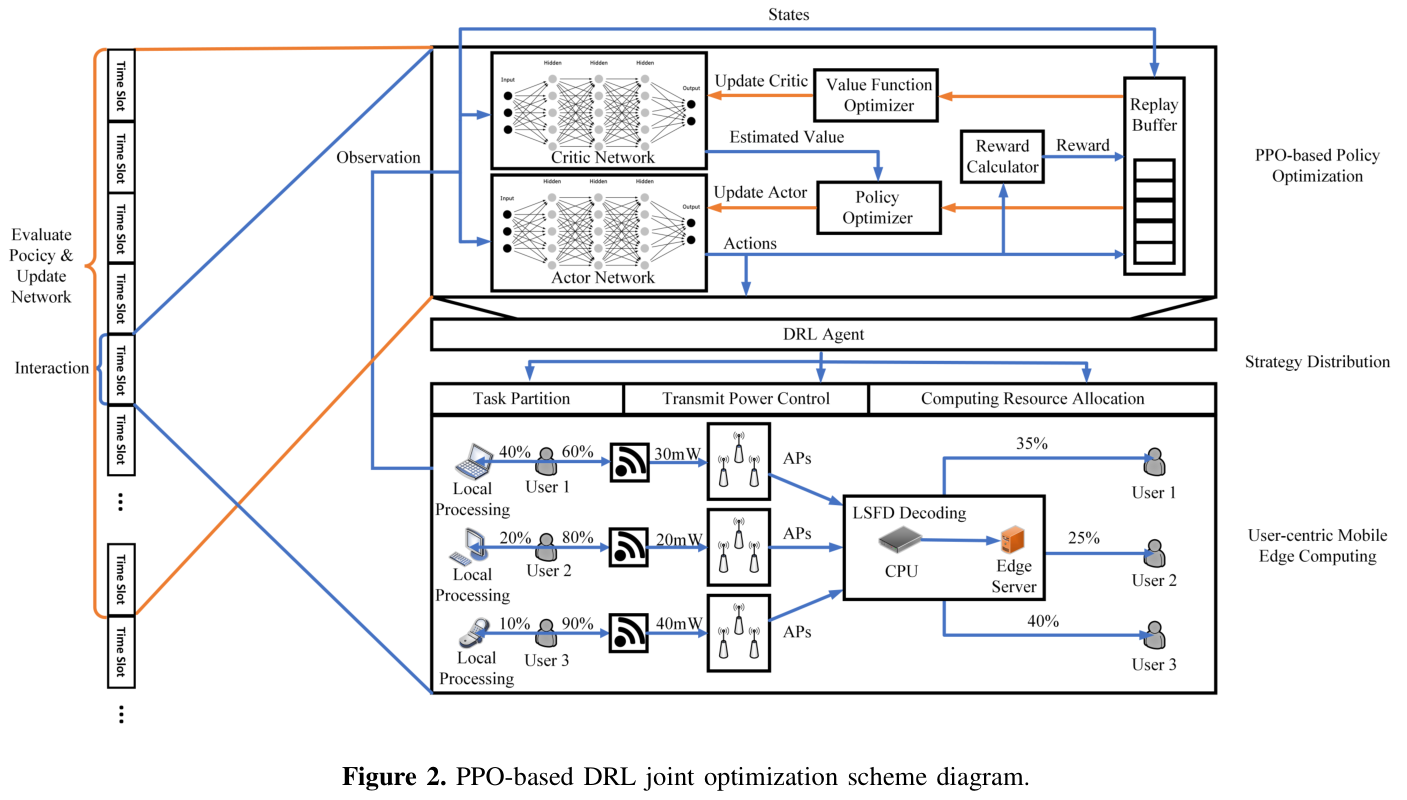 States
Time Slot
Time Slot
Time Slot
Time Slot
Time Slot
Time Slot
...
Time Slot
Time Slot
...
Evaluate
Pocicy &
Update
Network
Interaction
Observation
Input
Hidden
Hidden
Hidden
Output
Critic Network
Input
Hidden
Hidden
Hidden
Output
Actor Network
Update Critic
Value Function
Optimizer
Estimated Value
Update Actor
Policy
Optimizer
Actions
Reward
Calculator
Reward
Replay
Buffer
PPO-based Policy
Optimization
DRL Agent
Strategy Distribution
Task Partition
Transmit Power Control
Computing Resource Allocation
40%
60%
30mW
APs
Local
Processing
User 1
20%
80%
20mW
APs
Local
Processing
User 2
10%
90%
40mW
APs
Local
Processing
User 3
LSFD Decoding
CPU
Edge
Server
35%
User 1
25%
User 2
40%
User 3
User-centric Mobile
Edge Computing
Figure 2. PPO-based DRL joint optimization scheme diagram.